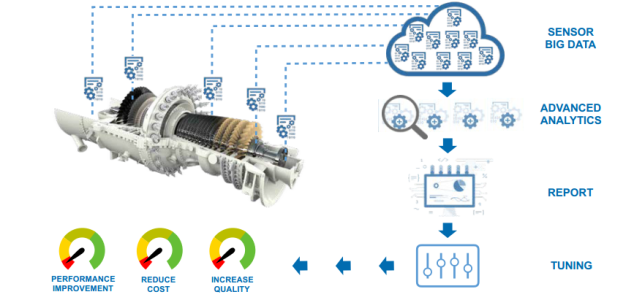 SENSOR
BIG DATA
ADVANCED
ANALYTICS
REPORT
TUNING
PERFORMANCE
IMPROVEMENT
REDUCE
COST
INCREASE
QUALITY